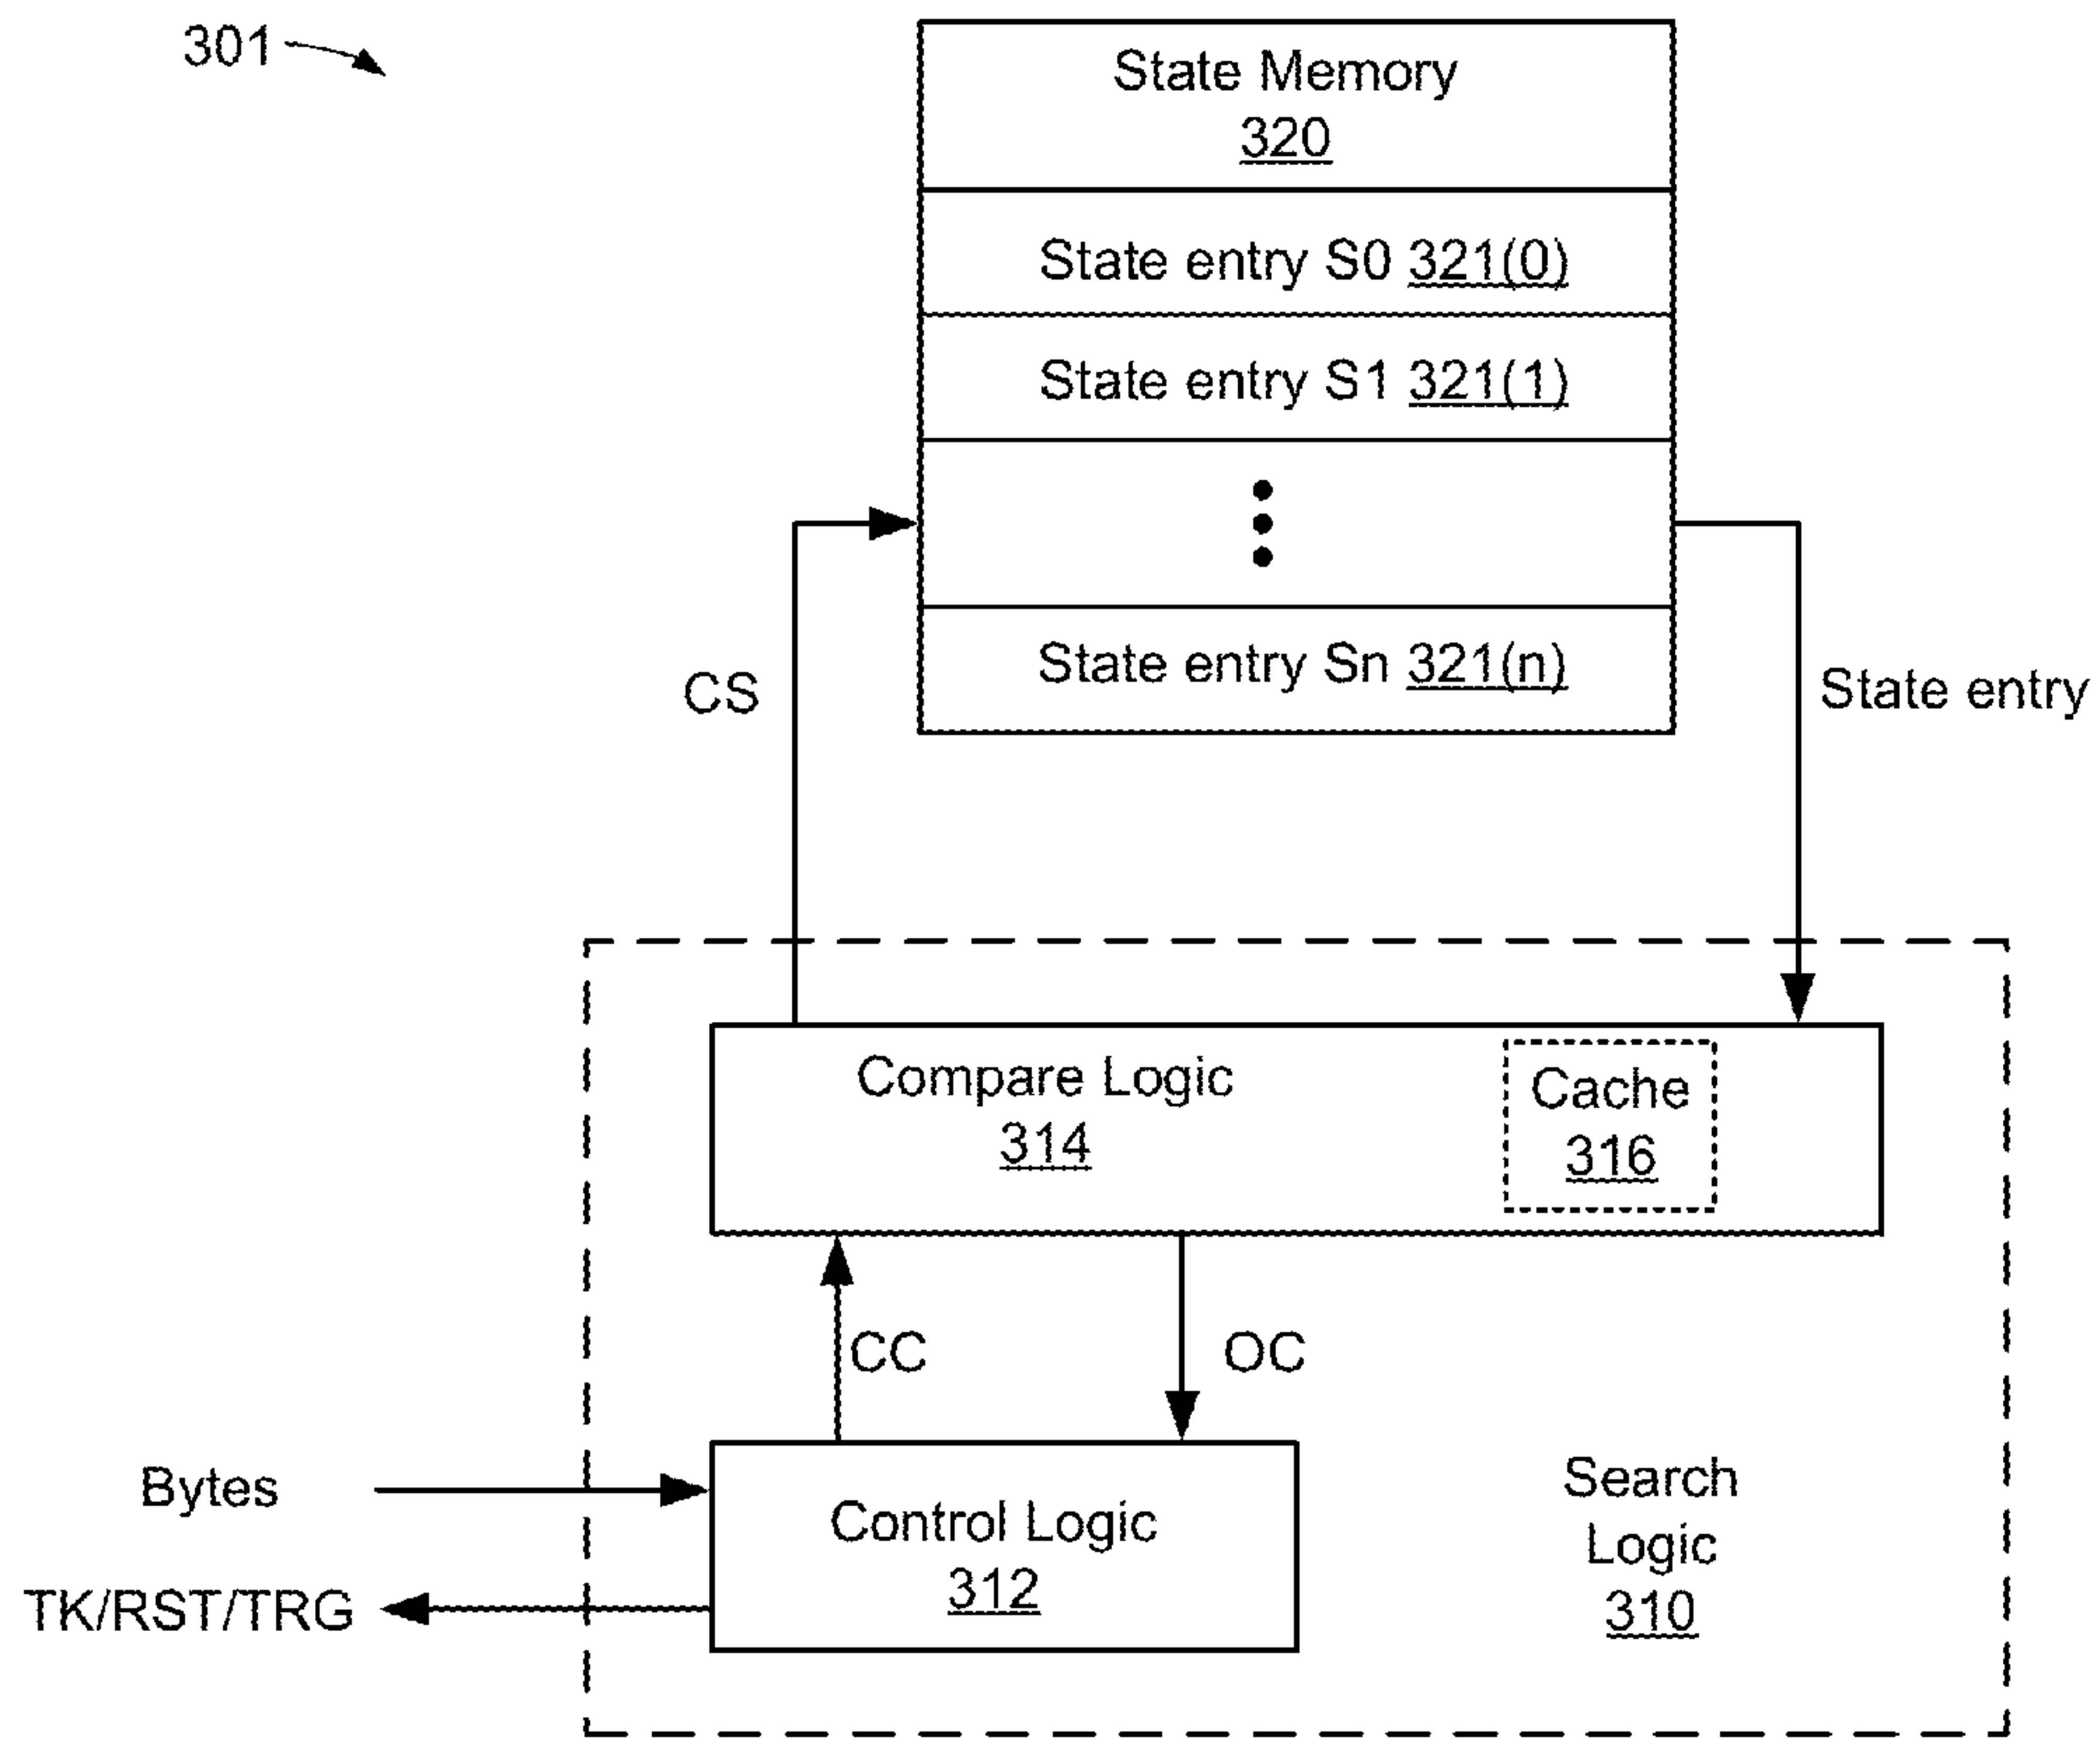 301
State Memory
320
State entry S0 321(0)
State entry S1 321(1)
State entry Sn 321(n)
CS
State entry
Compare Logic
314
Cache
316
CC
OC
Bytes
Control Logic
312
TK/RST/TRG
Search
Logic
310